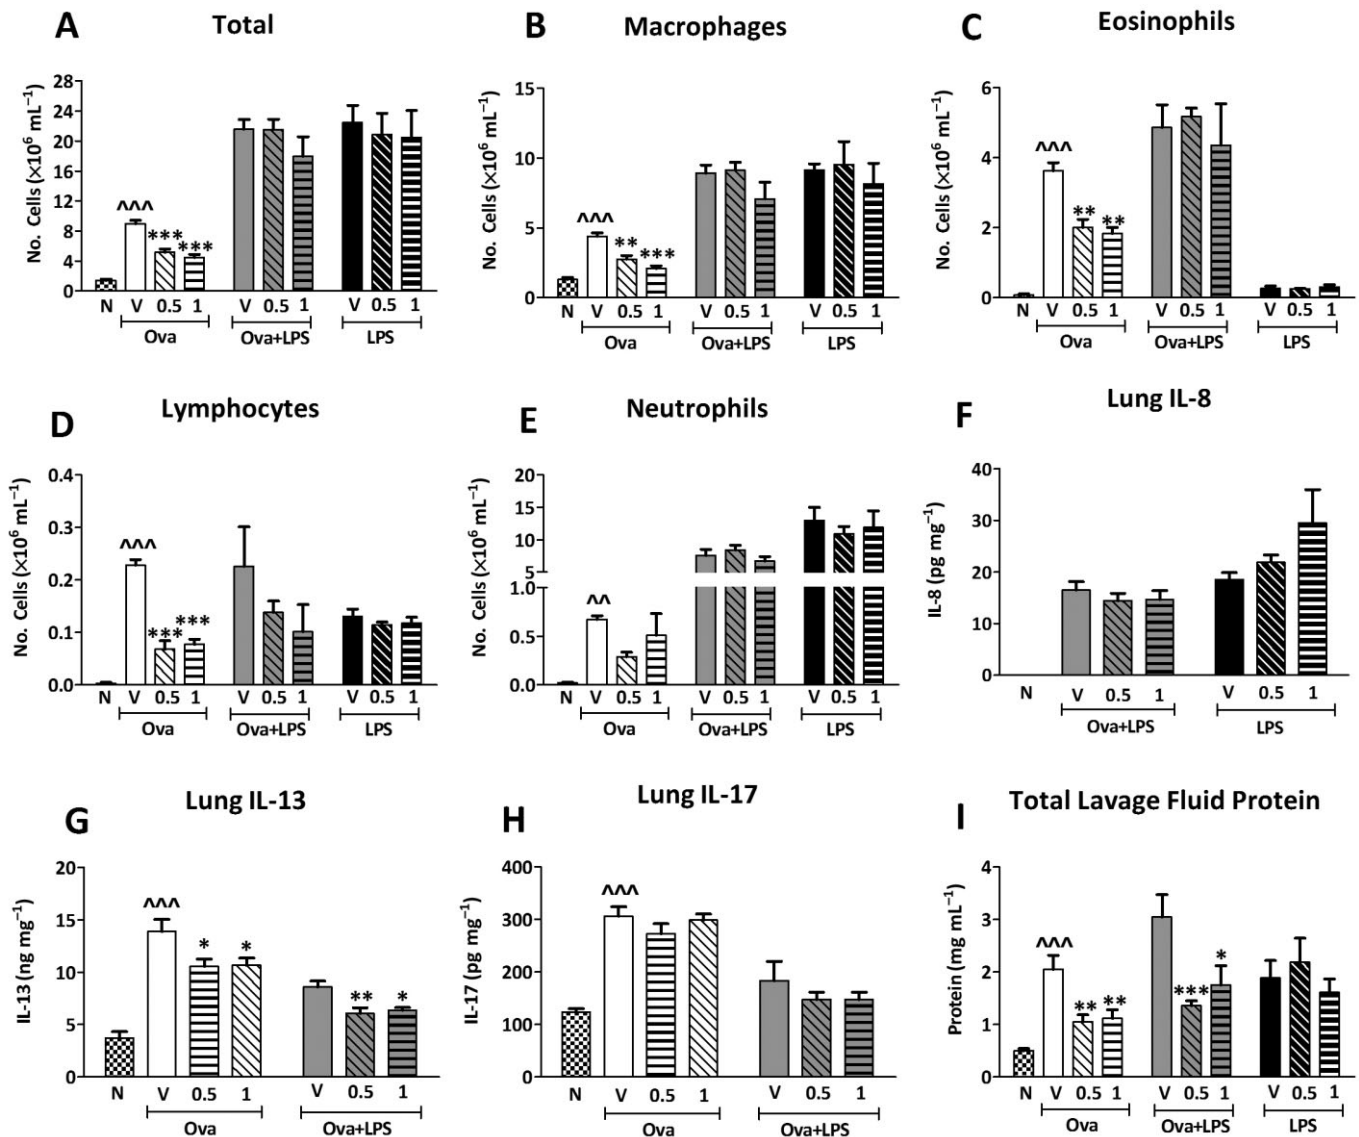 A Total
No. Cells (×10⁶ mL⁻¹)
28
24
20
16
12
8
4
0
^^^
***
***
N V 0.5 1 V 0.5 1 V 0.5 1
Ova Ova+LPS LPS
B Macrophages
No. Cells (×10⁶ mL⁻¹)
15
10
5
0
^^^
**
***
N V 0.5 1 V 0.5 1 V 0.5 1
Ova Ova+LPS LPS
C Eosinophils
No. Cells (×10⁶ mL⁻¹)
6
4
2
0
^^^
** **
N V 0.5 1 V 0.5 1 V 0.5 1
Ova Ova+LPS LPS
D Lymphocytes
No. Cells (×10⁶ mL⁻¹)
0.4
0.3
0.2
0.1
0.0
^^^
*** ***
N V 0.5 1 V 0.5 1 V 0.5 1
Ova Ova+LPS LPS
E Neutrophils
No. Cells (×10⁶ mL⁻¹)
20
15
10
5
1.0
0.5
0.0
^^
N V 0.5 1 V 0.5 1 V 0.5 1
Ova Ova+LPS LPS
F Lung IL-8
IL-8 (pg mg⁻¹)
40
30
20
10
0
N V 0.5 1 V 0.5 1
Ova+LPS LPS
G Lung IL-13
IL-13 (ng mg⁻¹)
20
15
10
5
0
^^^
* *
** *
N V 0.5 1 V 0.5 1
Ova Ova+LPS
H Lung IL-17
IL-17 (pg mg⁻¹)
400
300
200
100
0
^^^
N V 0.5 1 V 0.5 1
Ova Ova+LPS
I Total Lavage Fluid Protein
Protein (mg mL⁻¹)
4
3
2
1
0
^^^
** **
*** *
N V 0.5 1 V 0.5 1 V 0.5 1
Ova Ova+LPS LPS